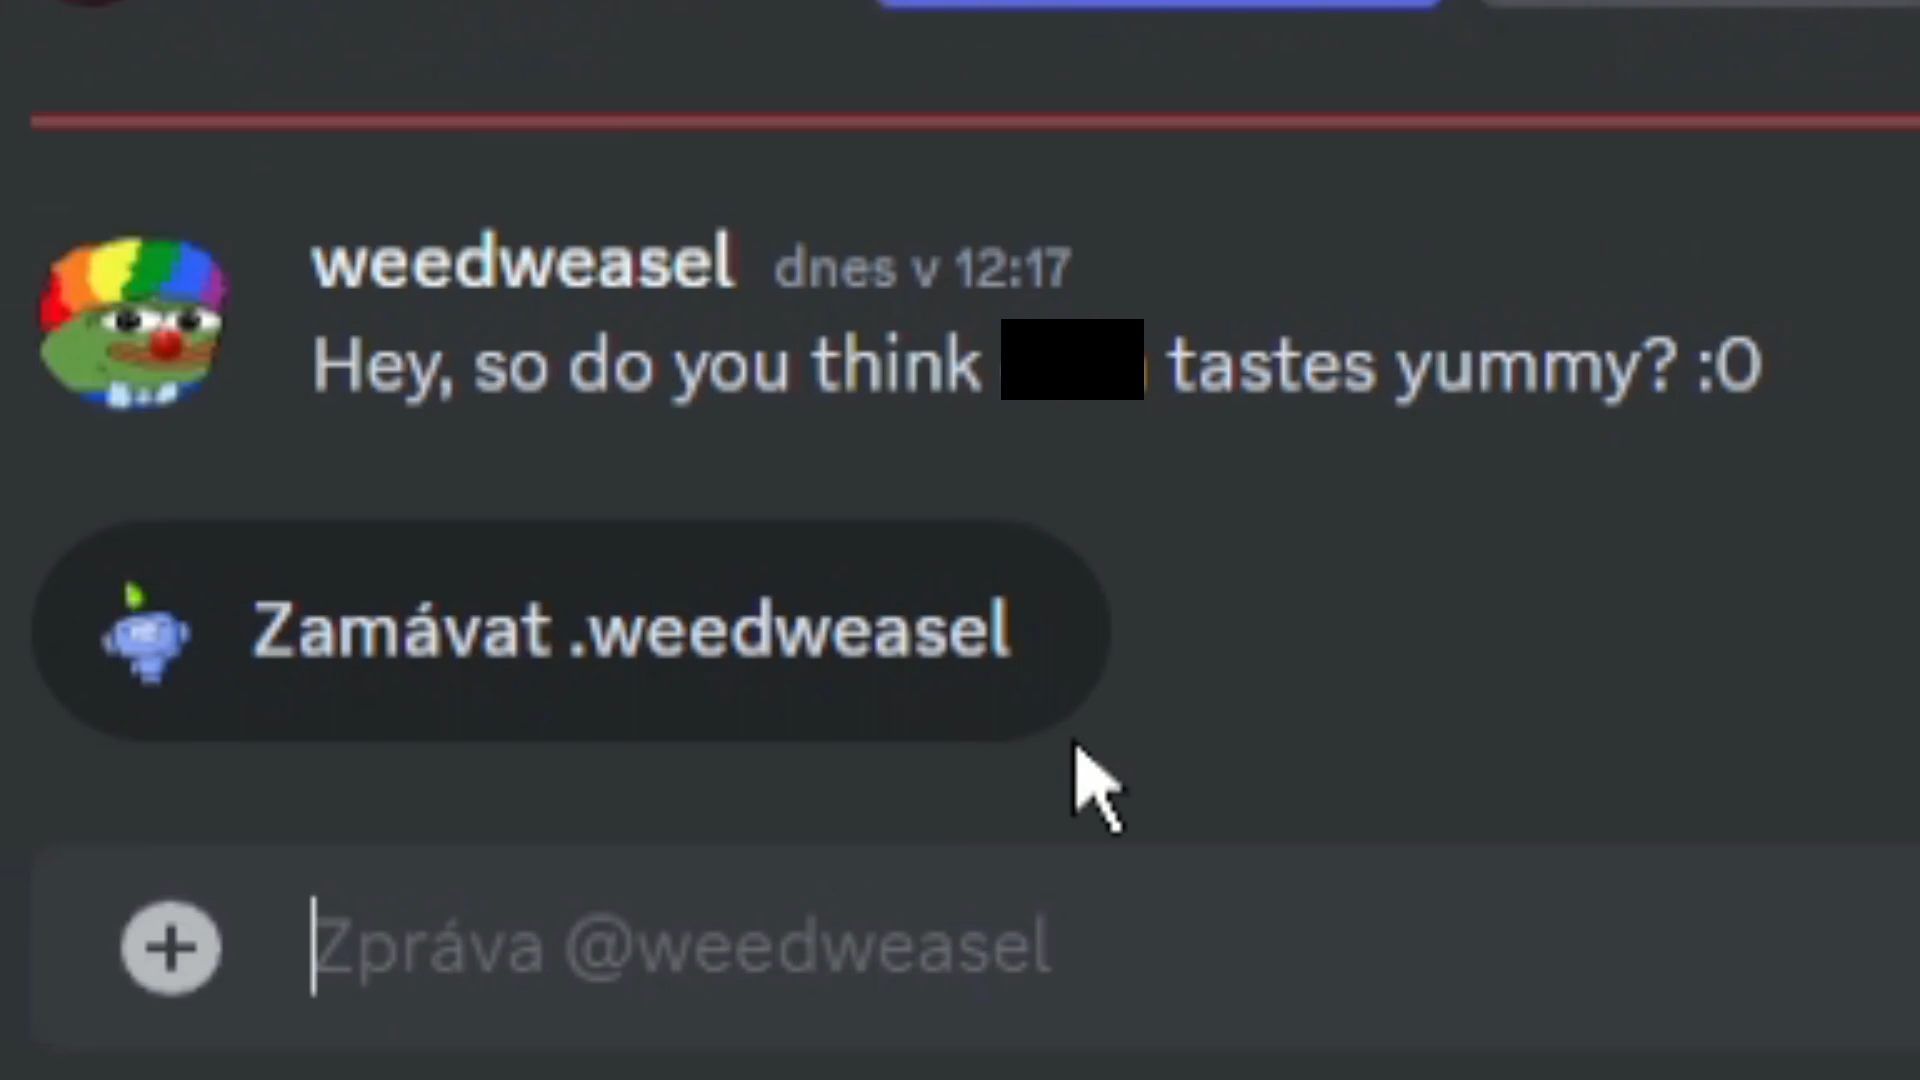 weedweasel dnes v 12:17
Hey, so do you think tastes yummy? :O
Zamávat .weedweasel
Zpráva @weedweasel